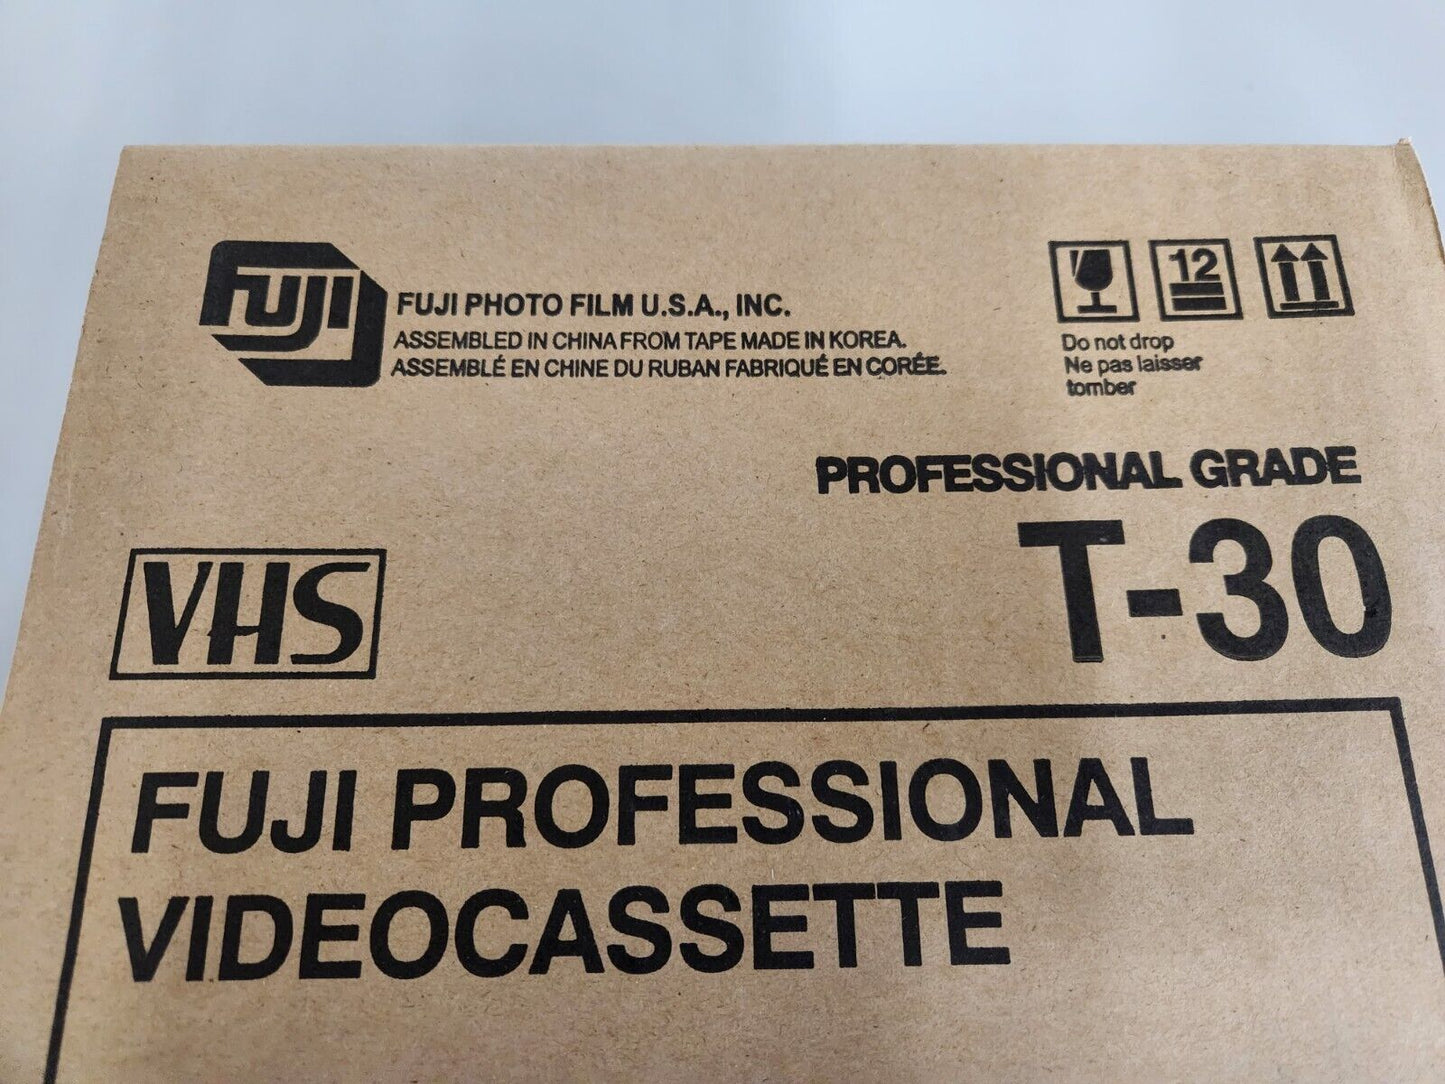 FUJI
FUJI PHOTO FILM U.S.A., INC.
ASSEMBLED IN CHINA FROM TAPE MADE IN KOREA.
ASSEMBLÉ EN CHINE DU RUBAN FABRIQUÉ EN CORÉE.
12
Do not drop
Ne pas laisser
tomber
PROFESSIONAL GRADE
T-30
VHS
FUJI PROFESSIONAL
VIDEOCASSETTE